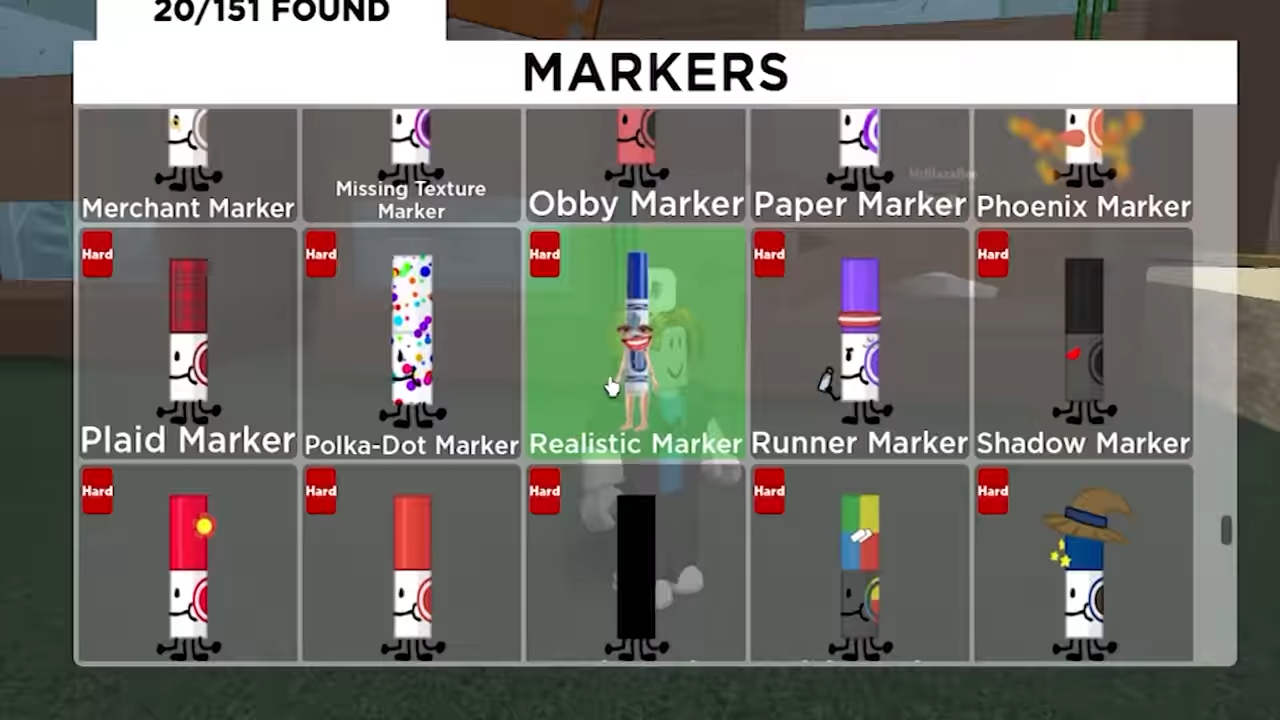 20/151 FOUND
MARKERS
Merchant Marker
Missing Texture
Marker
Obby Marker
Paper Marker
Phoenix Marker
Hard
Hard
Hard
Hard
Hard
Plaid Marker
Polka-Dot Marker
Realistic Marker
Runner Marker
Shadow Marker
Hard
Hard
Hard
Hard
Hard